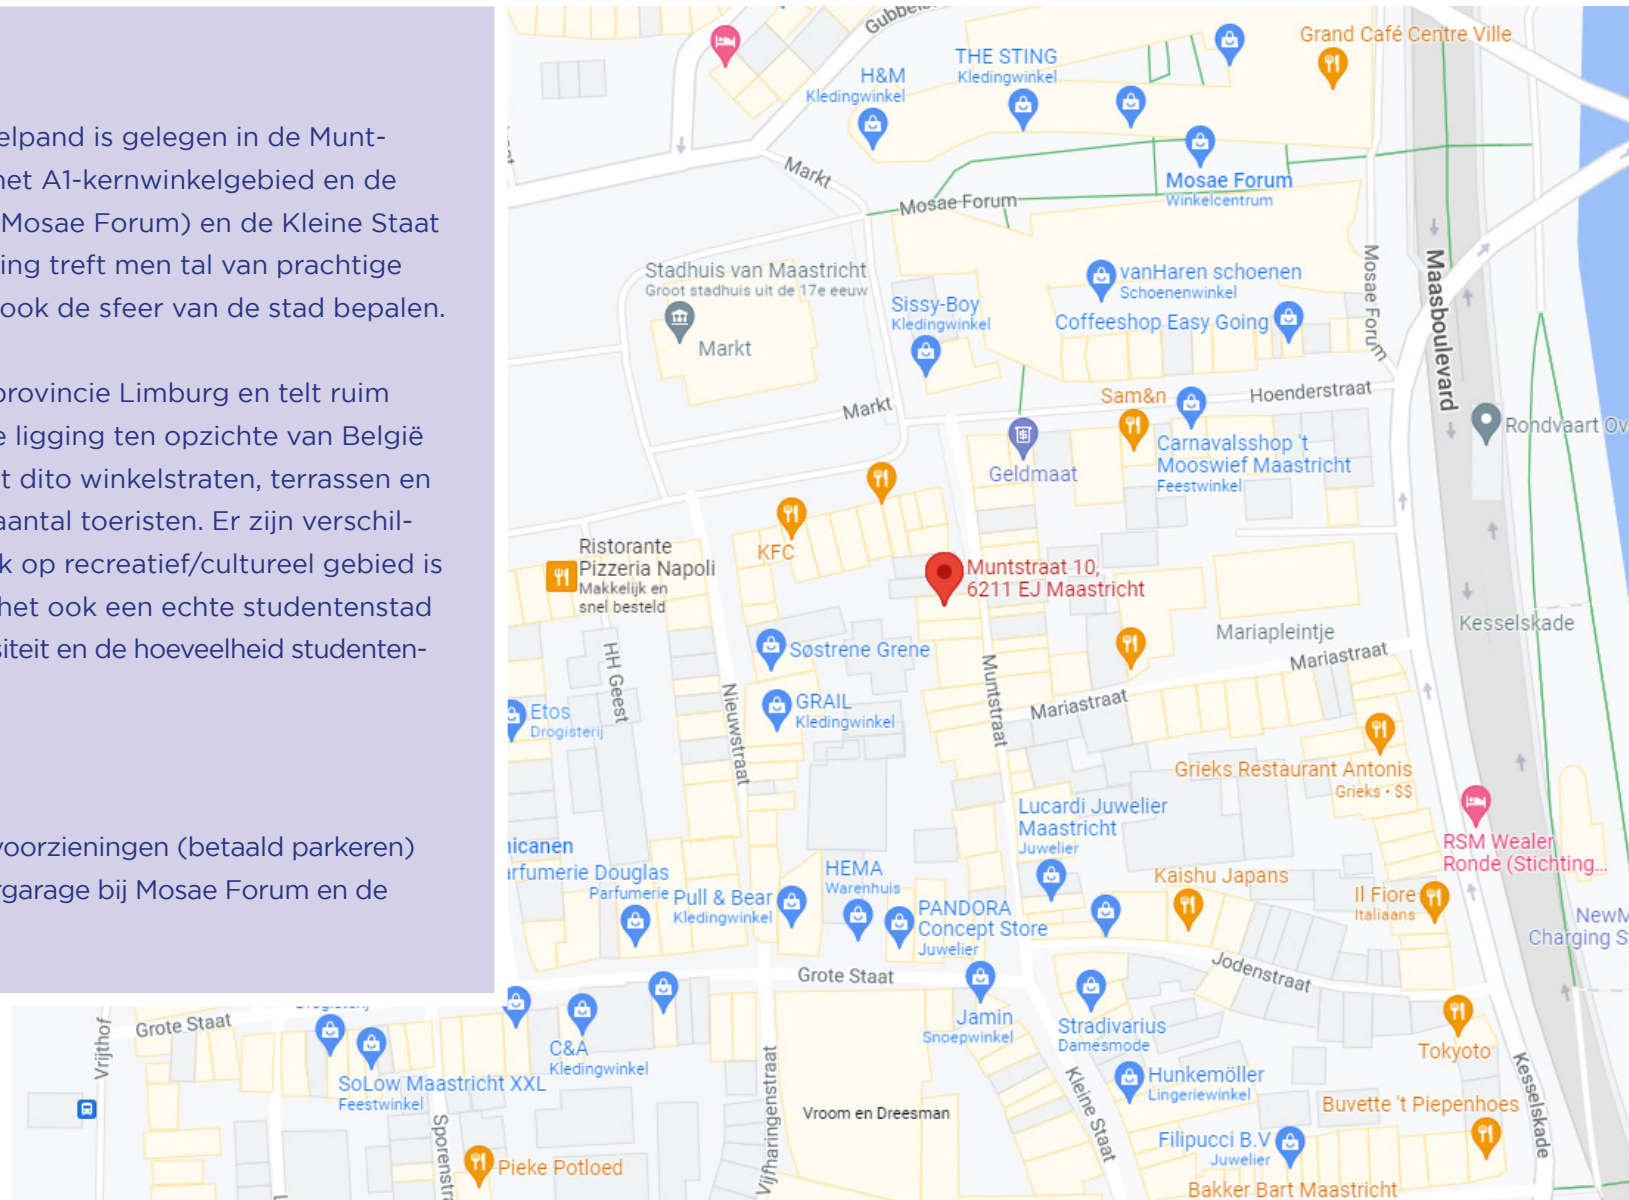 elpand is gelegen in de Munt-
net A1-kernwinkelgebied en de
Mosae Forum) en de Kleine Staat
ing treft men tal van prachtige
ook de sfeer van de stad bepalen.
provincie Limburg en telt ruim
e ligging ten opzichte van België
t dito winkelstraten, terrassen en
aantal toeristen. Er zijn verschil-
k op recreatief/cultureel gebied is
het ook een echte studentenstad
siteit en de hoeveelheid studenten-
voorzieningen (betaald parkeren)
rgarage bij Mosae Forum en de
Grand Café Centre Ville
THE STING
Kledingwinkel
H&M
Kledingwinkel
Markt
Mosae Forum
Mosae Forum
Winkelcentrum
Mosae Forum
Maasboulevard
Stadhuis van Maastricht
Groot stadhuis uit de 17e eeuw
Markt
Sissy-Boy
Kledingwinkel
vanHaren schoenen
Schoenenwinkel
Coffeeshop Easy Going
Markt
Hoenderstraat
Sam&n
Geldmaat
Carnavalsshop 't
Mooswief Maastricht
Feestwinkel
Rondvaart Ov
KFC
Ristorante
Pizzeria Napoli
Makkelijk en
snel besteld
Muntstraat 10,
6211 EJ Maastricht
Mariapleintje
Kesselskade
Mariastraat
Mariastraat
Søstrene Grene
HH Geest
Nieuwstraat
Muntstraat
GRAIL
Kledingwinkel
Etos
Drogisterij
Grieks Restaurant Antonis
Grieks • $$
Lucardi Juwelier
Maastricht
Juwelier
RSM Wealer
Ronde (Stichting...
nicanen
arfumerie Douglas
Parfumerie
Pull & Bear
Kledingwinkel
HEMA
Warenhuis
PANDORA
Concept Store
Juwelier
Kaishu Japans
Il Fiore
Italiaans
NewM
Charging S
Grote Staat
Jodenstraat
Grote Staat
Vrijthof
Jamin
Snoepwinkel
Stradivarius
Damesmode
Tokyoto
C&A
Kledingwinkel
SoLow Maastricht XXL
Feestwinkel
Hunkemöller
Lingeriewinkel
Kleine Staat
Kesselskade
Vroom en Dreesman
Buvette 't Piepenhoes
Vijfharingenstraat
Sporenstra
Filipucci B.V
Juwelier
Pieke Potloed
Bakker Bart Maastricht